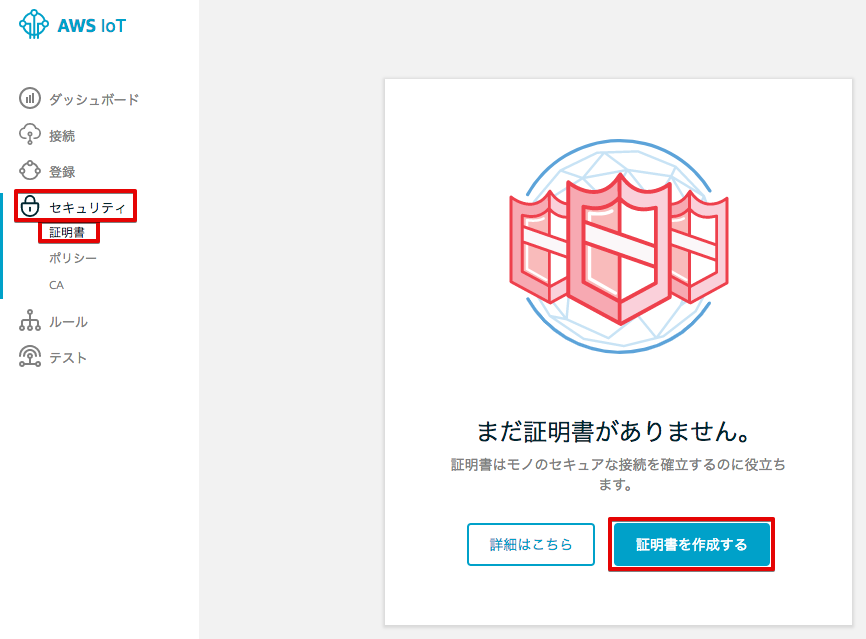 AWS IoT
ダッシュボード
接続
登録
セキュリティ
証明書
ポリシー
CA
ルール
テスト
まだ証明書がありません。
証明書はモノのセキュアな接続を確立するのに役立ち
ます。
詳細はこちら
証明書を作成する